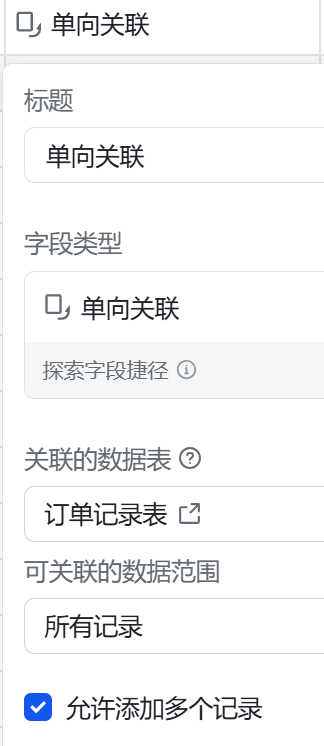 单向关联
标题
单向关联
字段类型
单向关联
探索字段捷径
关联的数据表
订单记录表
可关联的数据范围
所有记录
允许添加多个记录